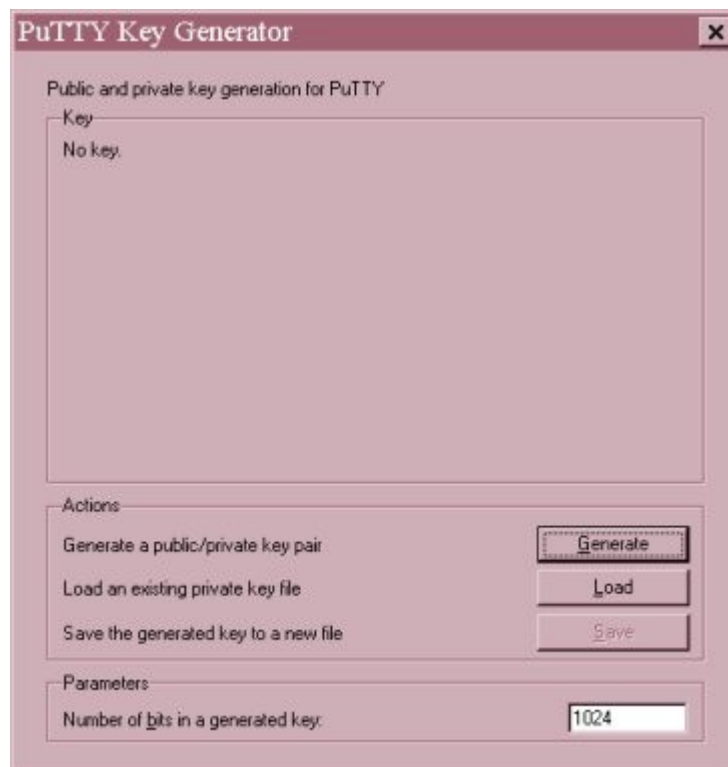 PuTTY Key Generator
Public and private key generation for PuTTY
Key
No key.
Actions
Generate a public/private key pair
Generate
Load an existing private key file
Load
Save the generated key to a new file
Save
Parameters
Number of bits in a generated key:
1024